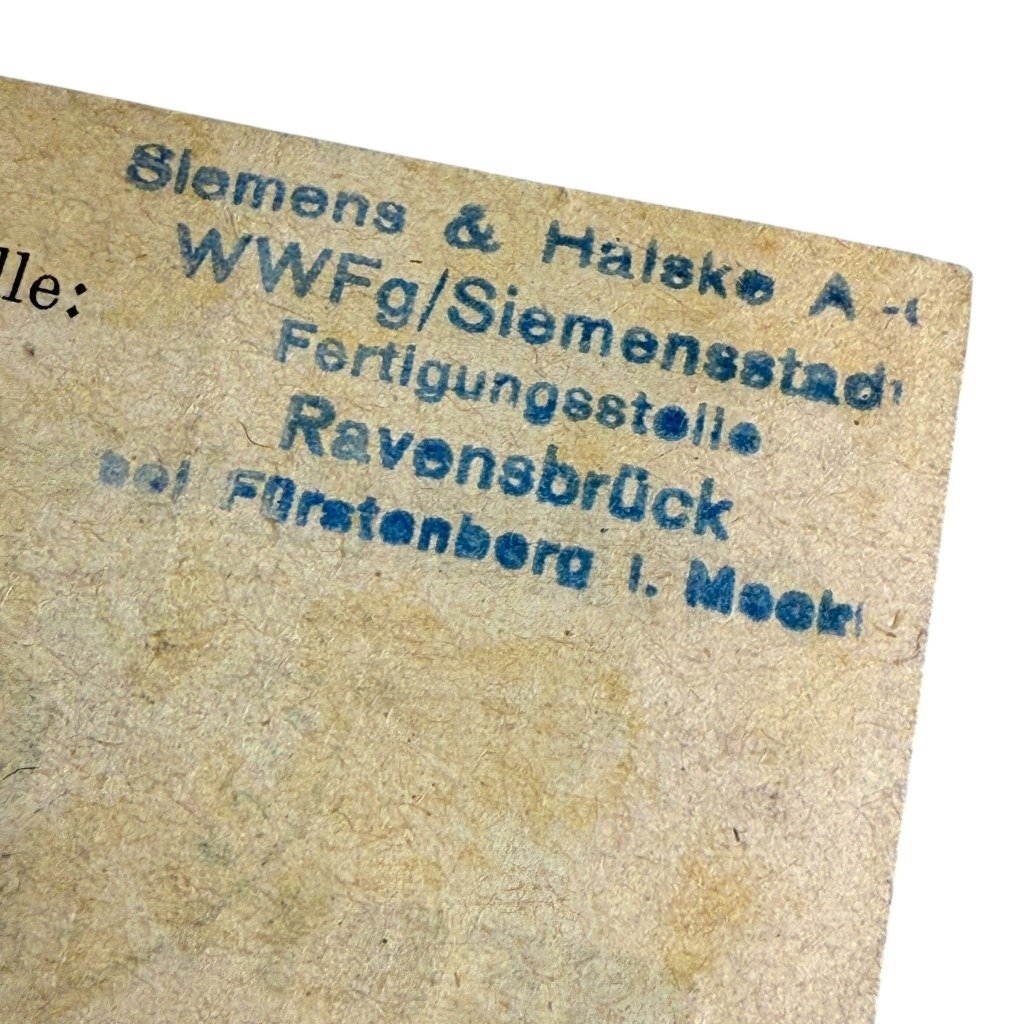 Siemens & Halske A -
lle:
WWFg/Siemensstad
Fertigungsstelle
Ravensbrück
bei Fürstenberg i. Meckl